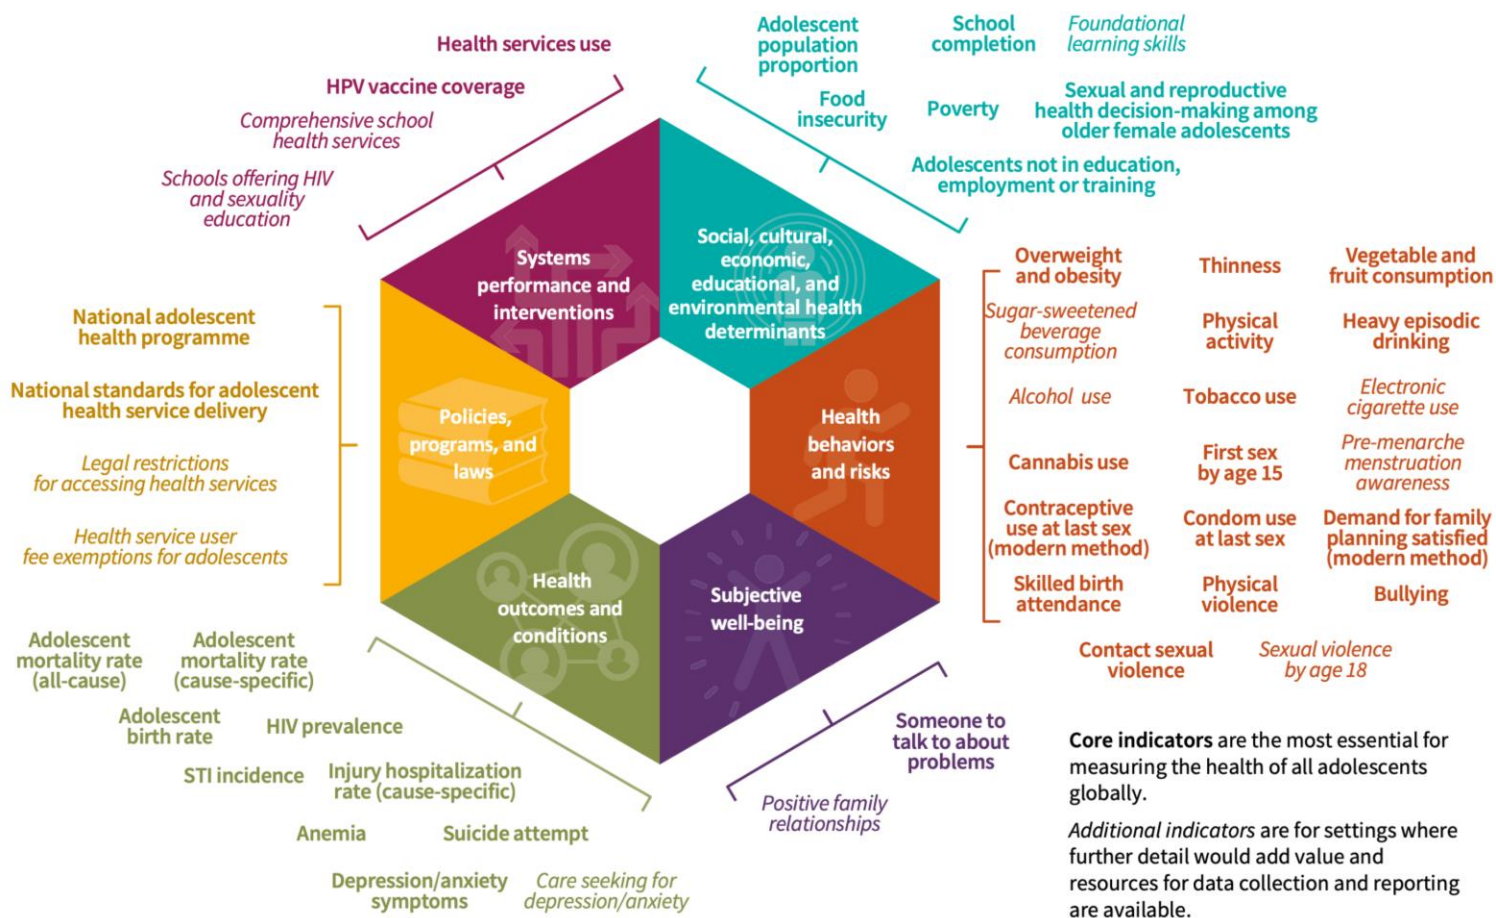 Health services use
HPV vaccine coverage
Comprehensive school
health services
Schools offering HIV
and sexuality
education
Adolescent
population
proportion
School
completion
Foundational
learning skills
Food
insecurity
Poverty
Sexual and reproductive
health decision-making among
older female adolescents
Adolescents not in education,
employment or training
Systems
performance and
interventions
Social, cultural,
economic,
educational, and
environmental health
determinants
National adolescent
health programme
National standards for adolescent
health service delivery
Legal restrictions
for accessing health services
Health service user
fee exemptions for adolescents
Policies,
programs, and
laws
Health
behaviors
and risks
Overweight
and obesity
Thinness
Vegetable and
fruit consumption
Sugar-sweetened
beverage
consumption
Physical
activity
Heavy episodic
drinking
Alcohol use
Tobacco use
Electronic
cigarette use
Cannabis use
First sex
by age 15
Pre-menarche
menstruation
awareness
Contraceptive
use at last sex
(modern method)
Condom use
at last sex
Demand for family
planning satisfied
(modern method)
Skilled birth
attendance
Physical
violence
Bullying
Contact sexual
violence
Sexual violence
by age 18
Health
outcomes and
conditions
Subjective
well-being
Adolescent
mortality rate
(all-cause)
Adolescent
mortality rate
(cause-specific)
Adolescent
birth rate
HIV prevalence
STI incidence
Injury hospitalization
rate (cause-specific)
Anemia
Suicide attempt
Depression/anxiety
symptoms
Care seeking for
depression/anxiety
Someone to
talk to about
problems
Positive family
relationships
Core indicators are the most essential for
measuring the health of all adolescents
globally.
Additional indicators are for settings where
further detail would add value and
resources for data collection and reporting
are available.